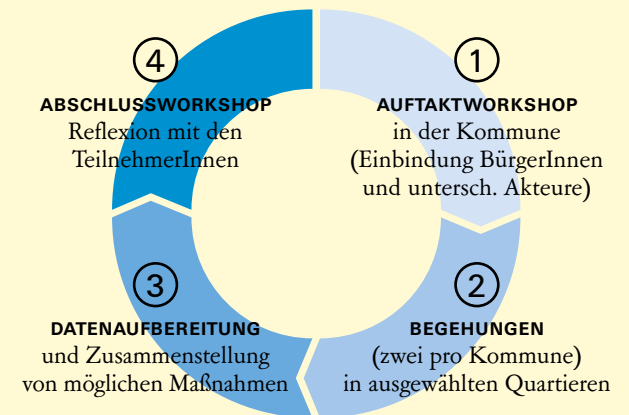 1
AUFTAKTWORKSHOP
in der Kommune
(Einbindung BürgerInnen
und untersch. Akteure)
2
BEGEHUNGEN
(zwei pro Kommune)
in ausgewählten Quartieren
3
DATENAUFBEREITUNG
und Zusammenstellung
von möglichen Maßnahmen
4
ABSCHLUSSWORKSHOP
Reflexion mit den
TeilnehmerInnen